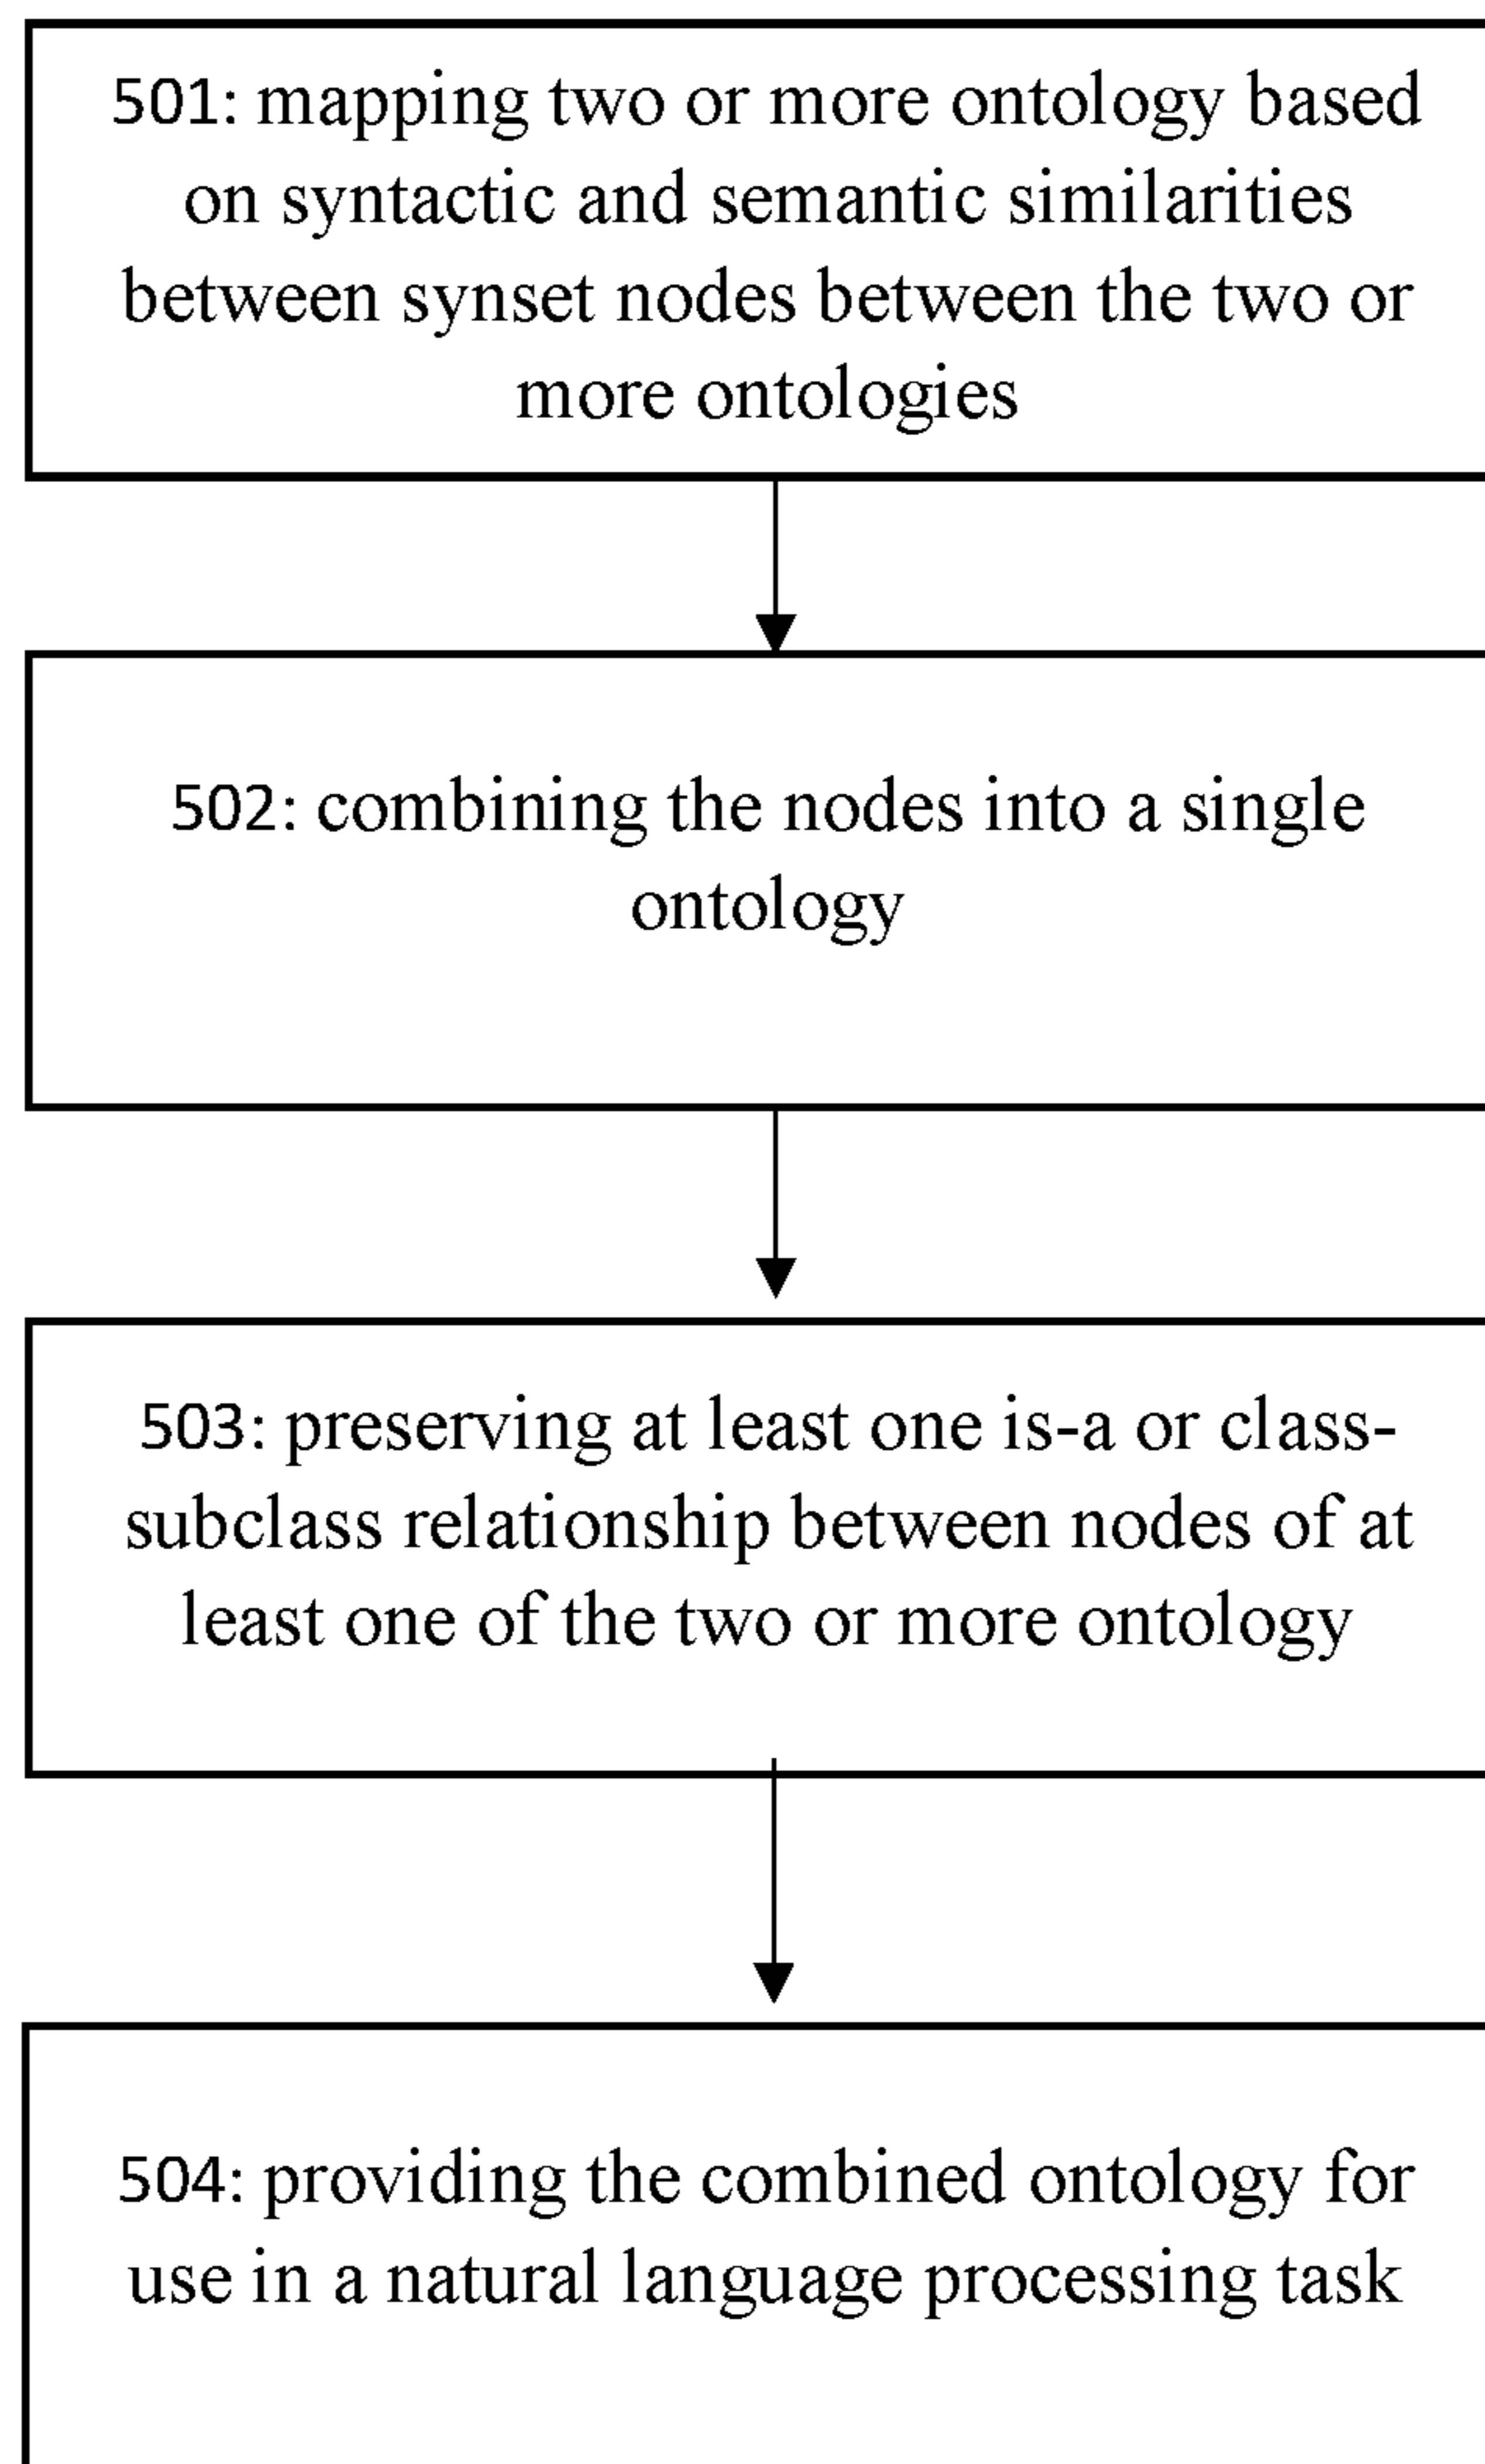 501: mapping two or more ontology based
on syntactic and semantic similarities
between synset nodes between the two or
more ontologies
502: combining the nodes into a single
ontology
503: preserving at least one is-a or class-
subclass relationship between nodes of at
least one of the two or more ontology
504: providing the combined ontology for
use in a natural language processing task